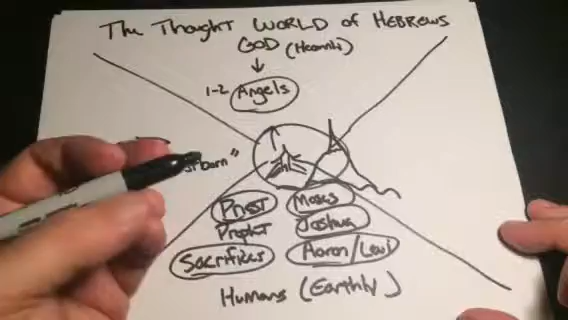 The Thought WORLD of HEBREWS
GOD (Heavenly)
1-2 Angels
born"
Priest Moses
Prophet Joshua
Sacrifices Aaron/Levi
Humans (Earthly)